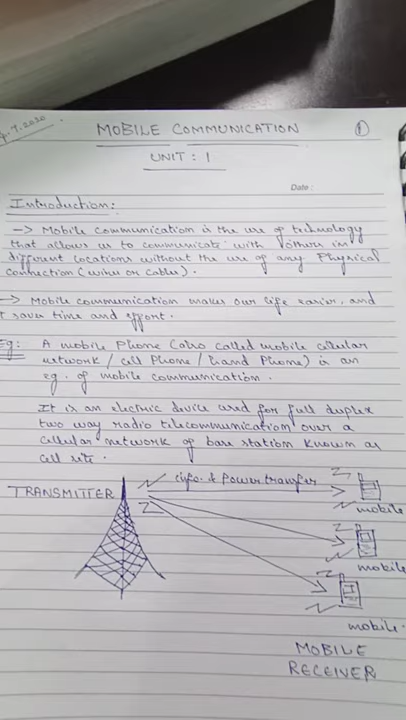 .7.2020
MOBILE COMMUNICATION
1
UNIT : 1
Date :
Introduction :
→ Mobile communication is the use of technology
that allows us to communicate with others in
different locations without the use of any Physical
connection (wires or cables).
→ Mobile communication makes our life easier, and
t saves time and effort.
Eg: A mobile Phone (also called mobile cellular
network / cell Phone / hand Phone) is an
eg. of mobile communication.
It is an electric device used for full duplex
two way radio telecommunication over a
cellular network of base station known as
cell site.
info. & power transfer
TRANSMITTER
mobile
mobile
mobile.
MOBILE
RECEIVER